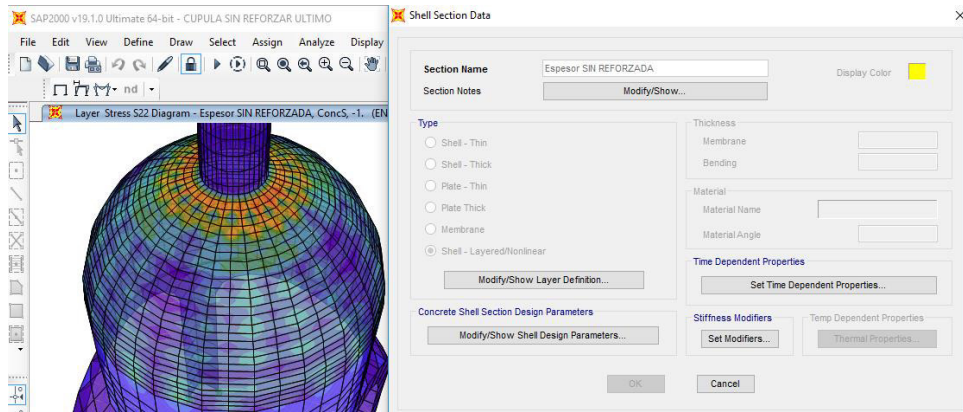 SAP2000 v19.1.0 Ultimate 64-bit - CUPULA SIN REFORZAR ULTIMO
File Edit View Define Draw Select Assign Analyze Display
nd
Layer Stress S22 Diagram - Espesor SIN REFORZADA, ConcS, -1. (EN
Shell Section Data
Section Name
Espesor SIN REFORZADA
Display Color
Section Notes
Modify/Show...
Type
Shell - Thin
Shell - Thick
Plate - Thin
Plate Thick
Membrane
Shell - Layered/Nonlinear
Modify/Show Layer Definition...
Concrete Shell Section Design Parameters
Modify/Show Shell Design Parameters...
Thickness
Membrane
Bending
Material
Material Name
Material Angle
Time Dependent Properties
Set Time Dependent Properties...
Stiffness Modifiers
Set Modifiers...
Temp Dependent Properties
Thermal Properties...
OK
Cancel